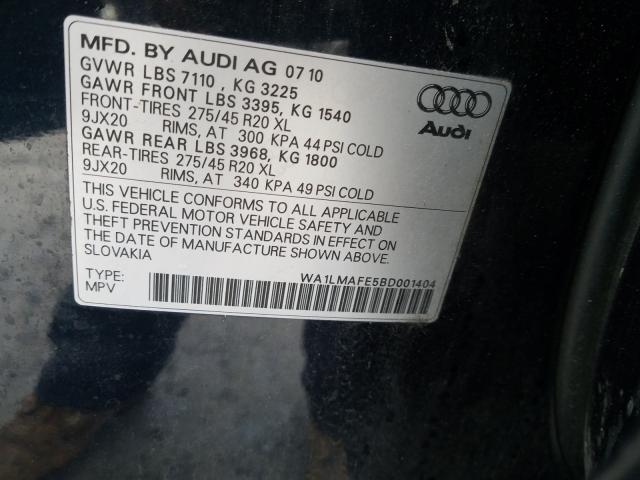 MFD. BY AUDI AG 07 10
GVWR LBS 7110 , KG 3225
GAWR FRONT LBS 3395, KG 1540
FRONT-TIRES 275/45 R20 XL
9JX20 RIMS, AT 300 KPA 44 PSI COLD
GAWR REAR LBS 3968, KG 1800
REAR-TIRES 275/45 R20 XL
9JX20 RIMS, AT 340 KPA 49 PSI COLD
Audi
THIS VEHICLE CONFORMS TO ALL APPLICABLE
U.S. FEDERAL MOTOR VEHICLE SAFETY AND
THEFT PREVENTION STANDARDS IN EFFECT ON
THE DATE OF MANUFACTURE SHOWN ABOVE.
SLOVAKIA
WA1LMAFE5BD001404
TYPE:
MPV